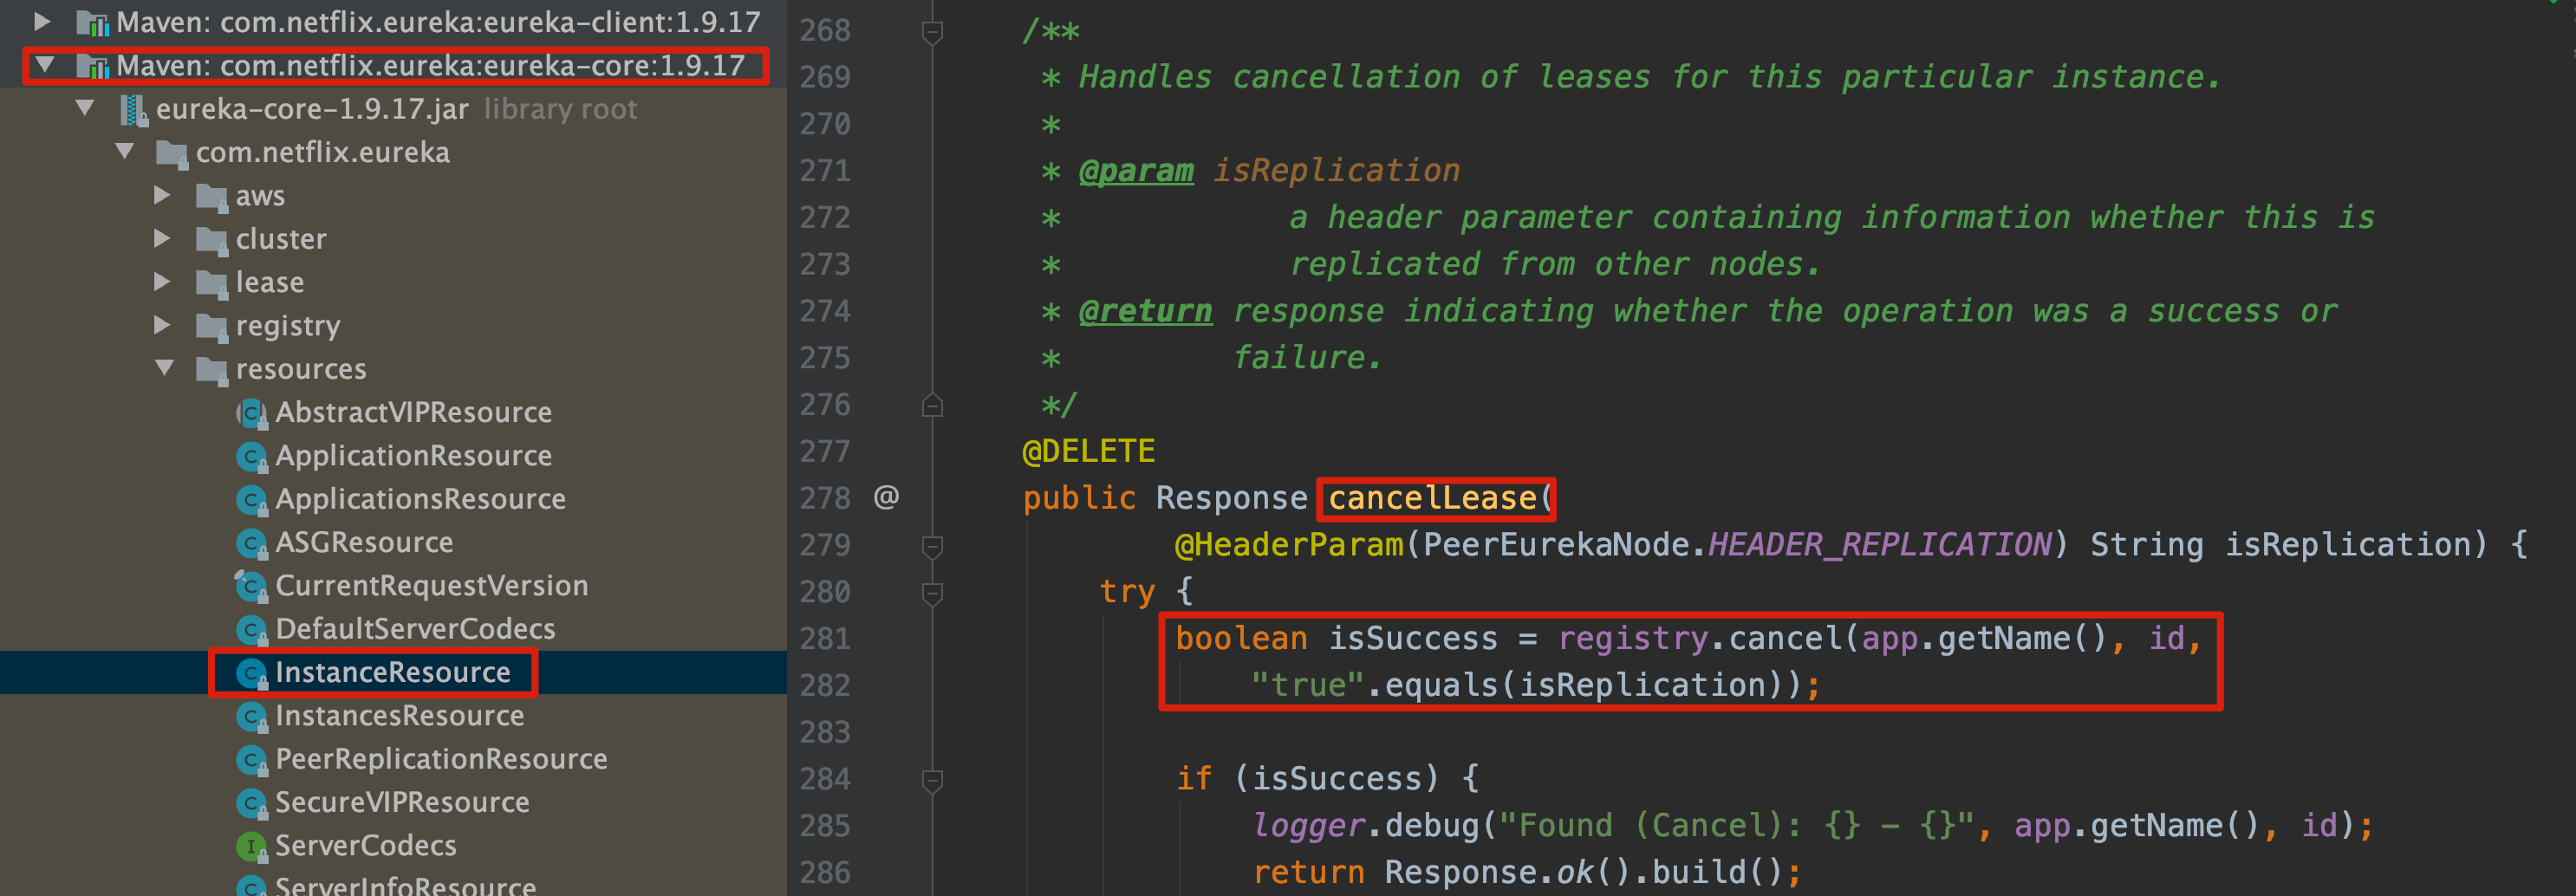 Maven: com.netflix.eureka:eureka-client:1.9.17
Maven: com.netflix.eureka:eureka-core:1.9.17
eureka-core-1.9.17.jar library root
com.netflix.eureka
aws
cluster
lease
registry
resources
AbstractVIPResource
ApplicationResource
ApplicationsResource
ASGResource
CurrentRequestVersion
DefaultServerCodecs
InstanceResource
InstancesResource
PeerReplicationResource
SecureVIPResource
ServerCodecs
ServerInfoResource
268 /**
269 * Handles cancellation of leases for this particular instance.
270 *
271 * @param isReplication
272 * a header parameter containing information whether this is
273 * replicated from other nodes.
274 * @return response indicating whether the operation was a success or
275 * failure.
276 */
277 @DELETE
278 @ public Response cancelLease(
279 @HeaderParam(PeerEurekaNode.HEADER_REPLICATION) String isReplication) {
280 try {
281 boolean isSuccess = registry.cancel(app.getName(), id,
282 "true".equals(isReplication));
283
284 if (isSuccess) {
285 logger.debug("Found (Cancel): {} - {}", app.getName(), id);
286 return Response.ok().build();